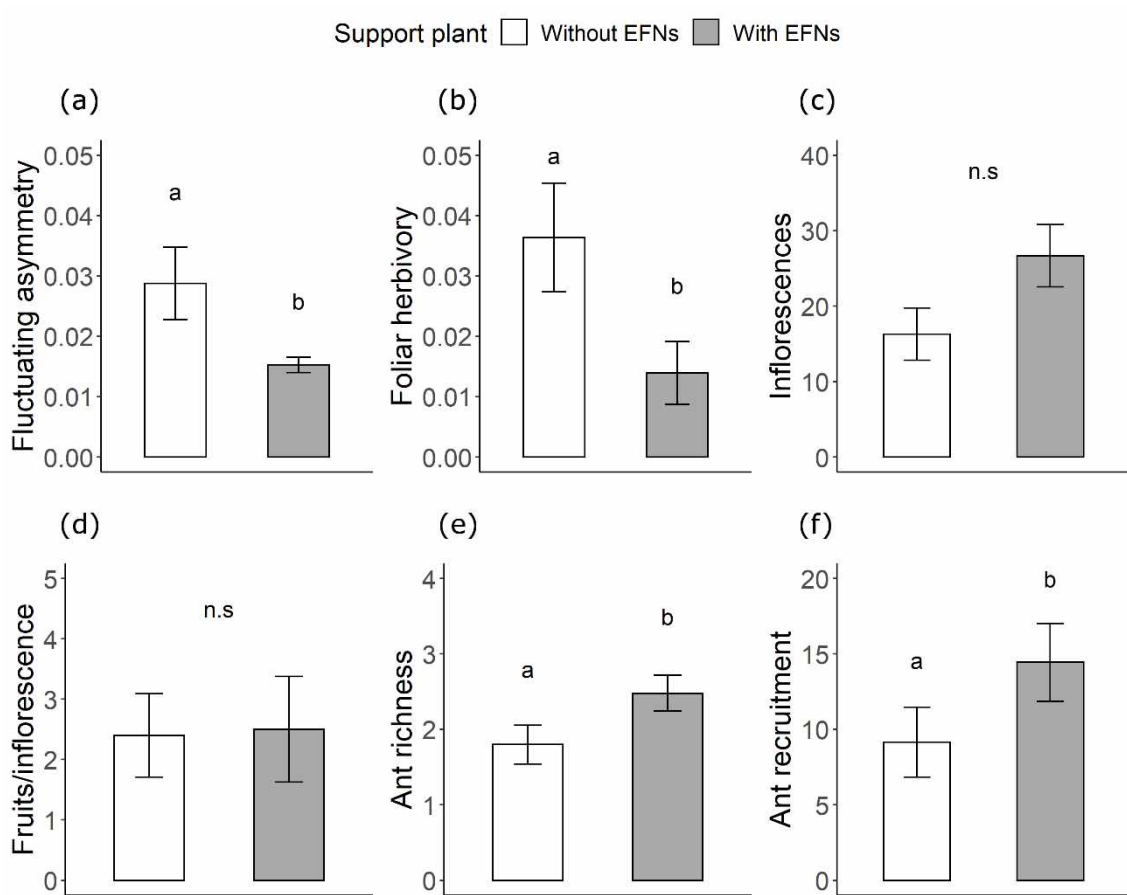 Support plant Without EFNs With EFNs
(a)
Fluctuating asymmetry
0.05
0.04
0.03
0.02
0.01
0.00
a
b
(b)
Foliar herbivory
0.05
0.04
0.03
0.02
0.01
0.00
a
b
(c)
Inflorescences
40
30
20
10
0
n.s
(d)
Fruits/inflorescence
5
4
3
2
1
0
n.s
(e)
Ant richness
4
3
2
1
0
a
b
(f)
Ant recruitment
20
15
10
5
0
a
b